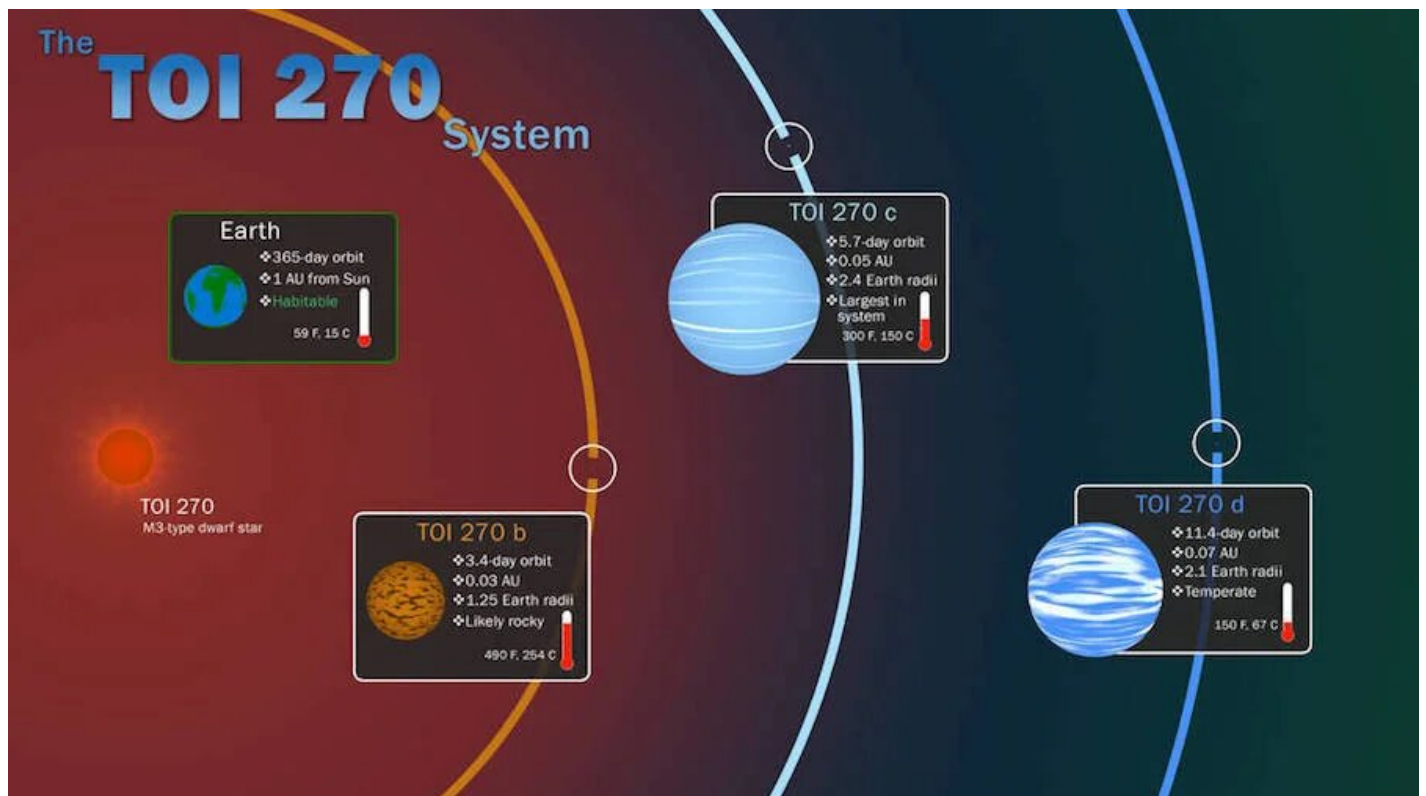 The
TOI 270
System
Earth
❖365-day orbit
❖1 AU from Sun
❖Habitable
59 F, 15 C
TOI 270 c
❖5.7-day orbit
❖0.05 AU
❖2.4 Earth radii
❖Largest in
system
300 F, 150 C
TOI 270
M3-type dwarf star
TOI 270 b
❖3.4-day orbit
❖0.03 AU
❖1.25 Earth radii
❖Likely rocky
490 F, 254 C
TOI 270 d
❖11.4-day orbit
❖0.07 AU
❖2.1 Earth radii
❖Temperate
150 F, 67 C